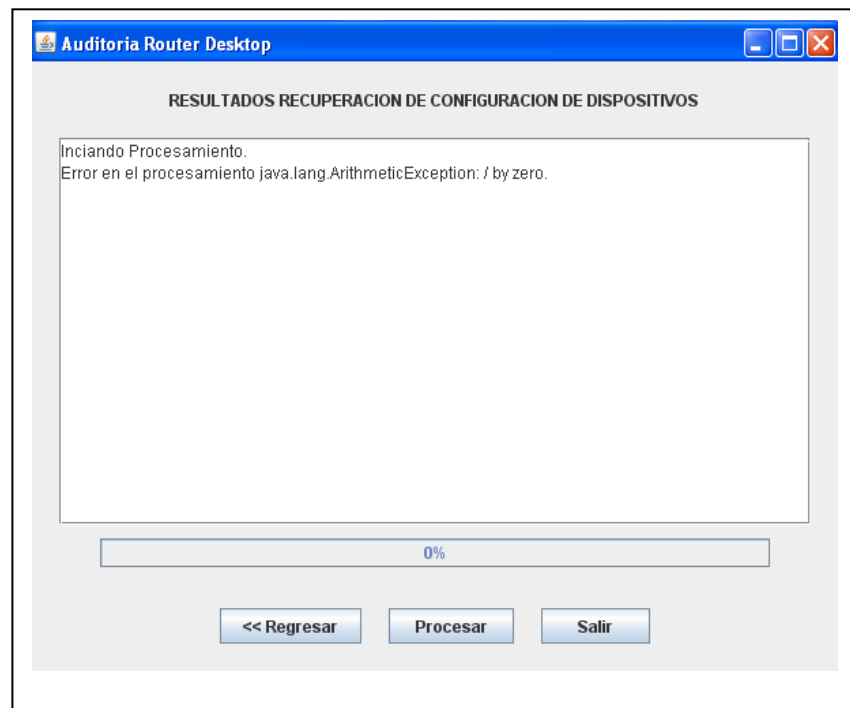 Auditoria Router Desktop
RESULTADOS RECUPERACION DE CONFIGURACION DE DISPOSITIVOS
Inciando Procesamiento.
Error en el procesamiento java.lang.ArithmeticException: / by zero.
0%
<< Regresar
Procesar
Salir